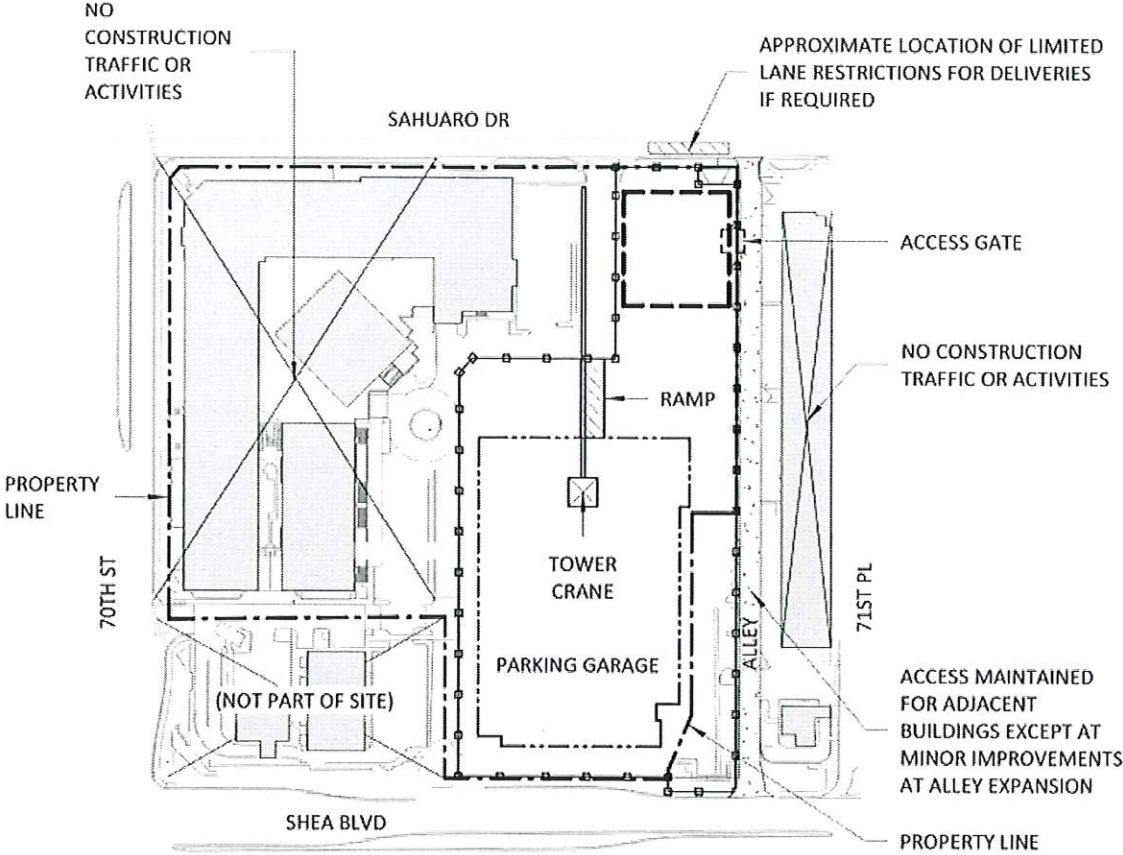 NO
CONSTRUCTION
TRAFFIC OR
ACTIVITIES
APPROXIMATE LOCATION OF LIMITED
LANE RESTRICTIONS FOR DELIVERIES
IF REQUIRED
SAHUARO DR
ACCESS GATE
NO CONSTRUCTION
TRAFFIC OR ACTIVITIES
RAMP
PROPERTY
LINE
TOWER
CRANE
70TH ST
71ST PL
ALLEY
PARKING GARAGE
(NOT PART OF SITE)
ACCESS MAINTAINED
FOR ADJACENT
BUILDINGS EXCEPT AT
MINOR IMPROVEMENTS
AT ALLEY EXPANSION
SHEA BLVD
PROPERTY LINE